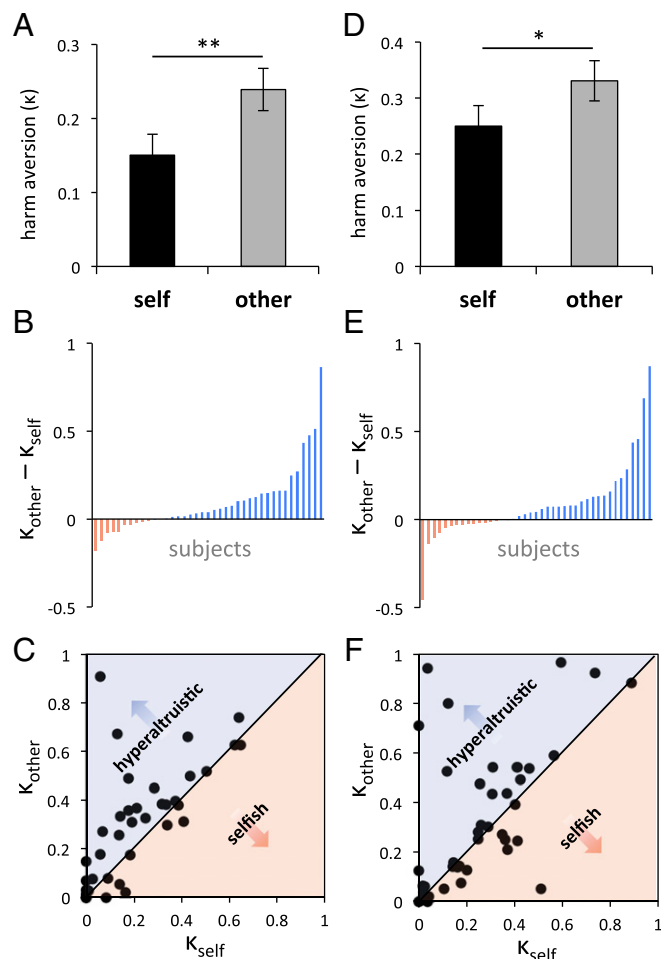 A
harm aversion (κ)
0.3
0.2
0.1
0
**
self
other
D
harm aversion (κ)
0.4
0.3
0.2
0.1
0
*
self
other
B
κother − κself
1
0.5
0
-0.5
subjects
E
κother − κself
1
0.5
0
-0.5
subjects
C
κother
1
0.8
0.6
0.4
0.2
0
hyperaltruistic
selfish
0 0.2 0.4 0.6 0.8 1
κself
F
κother
1
0.8
0.6
0.4
0.2
0
hyperaltruistic
selfish
0 0.2 0.4 0.6 0.8 1
κself